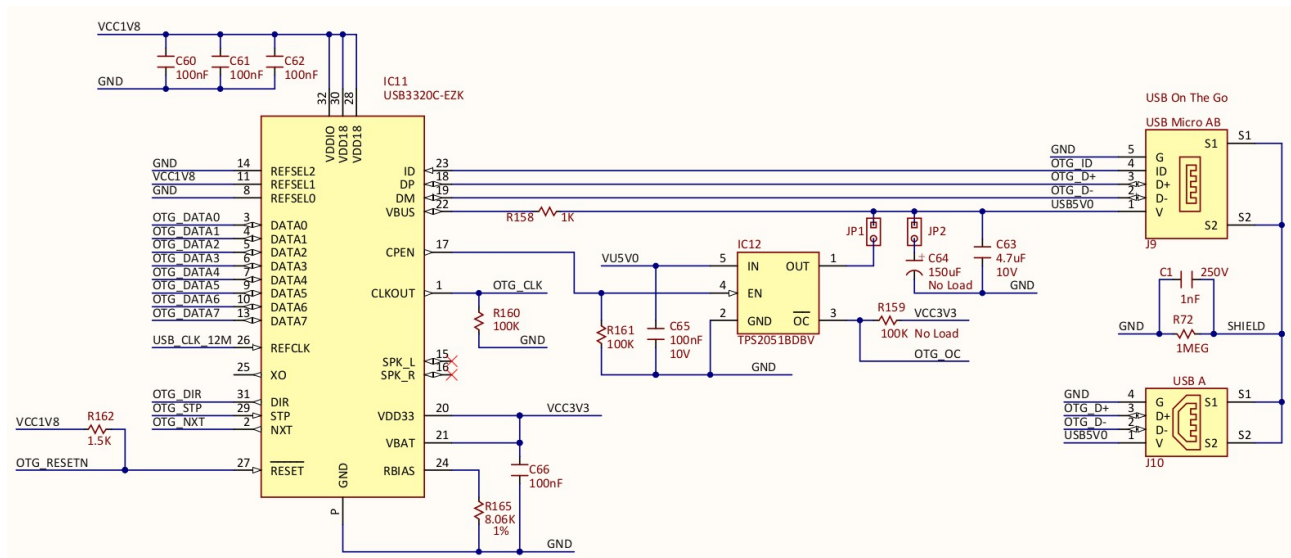 VCC1V8
C60
100nF
C61
100nF
C62
100nF
GND
IC11
USB3320C-EZK
32
30
28
VDDIO
VDD18
VDD18
GND
14
REFSEL2
VCC1V8
11
REFSEL1
GND
8
REFSEL0
OTG_DATA0
3
DATA0
OTG_DATA1
4
DATA1
OTG_DATA2
5
DATA2
OTG_DATA3
6
DATA3
OTG_DATA4
7
DATA4
OTG_DATA5
9
DATA5
OTG_DATA6
10
DATA6
OTG_DATA7
13
DATA7
USB_CLK_12M
26
REFCLK
25
XO
OTG_DIR
31
DIR
OTG_STP
29
STP
OTG_NXT
2
NXT
VCC1V8
R162
1.5K
OTG_RESETN
27
RESET
GND
P
ID
23
DP
18
DM
19
VBUS
22
CPEN
17
CLKOUT
1
SPK_L
15
SPK_R
16
VDD33
20
VBAT
21
RBIAS
24
R158
1K
OTG_CLK
R160
100K
GND
VCC3V3
C66
100nF
R165
8.06K
1%
GND
VU5V0
R161
100K
C65
100nF
10V
GND
IC12
5
IN
OUT
1
4
EN
2
GND
OC
3
TPS2051BDBV
JP1
JP2
C64
+
150uF
No Load
C63
4.7uF
10V
GND
R159
100K
No Load
VCC3V3
OTG_OC
USB On The Go
USB Micro AB
GND
5
G
OTG_ID
4
ID
OTG_D+
3
D+
OTG_D-
2
D-
USB5V0
1
V
S1
S1
S2
S2
J9
C1
250V
1nF
GND
R72
1MEG
SHIELD
USB A
GND
4
G
OTG_D+
3
D+
OTG_D-
2
D-
USB5V0
1
V
S1
S1
S2
S2
J10